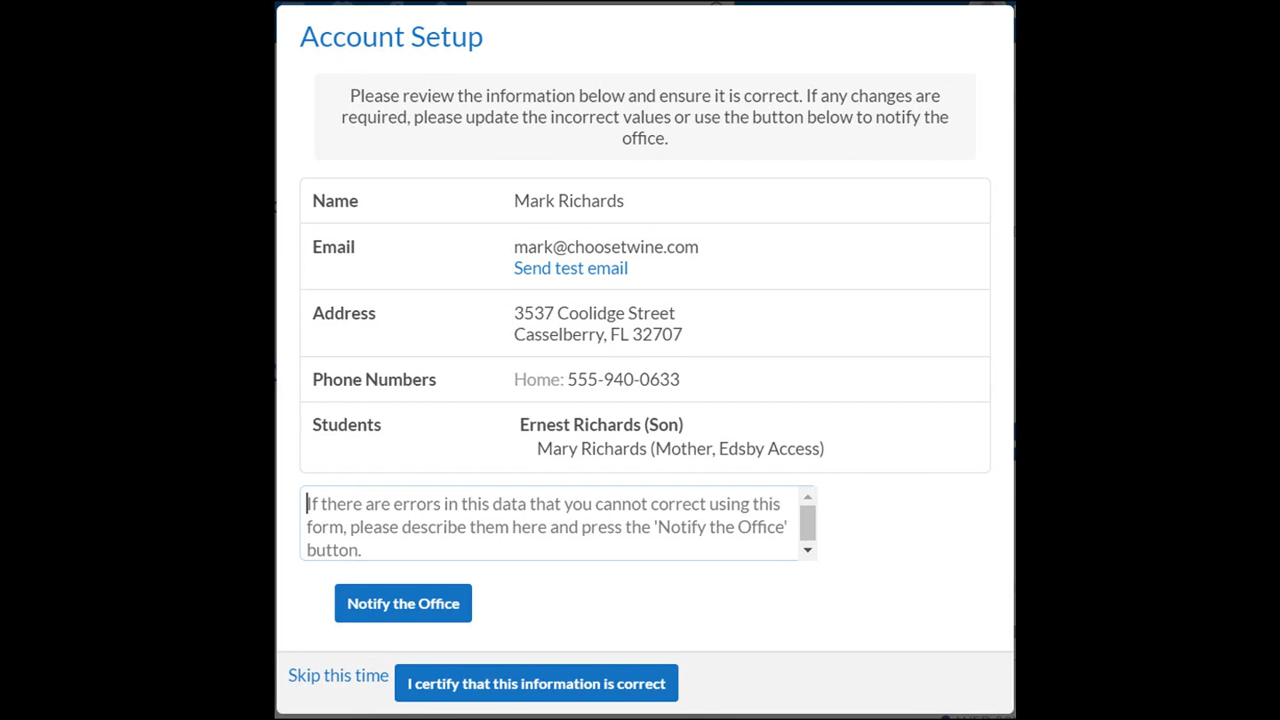 Account Setup
Please review the information below and ensure it is correct. If any changes are
required, please update the incorrect values or use the button below to notify the
office.
Name Mark Richards
Email mark@choosetwine.com
Send test email
Address 3537 Coolidge Street
Casselberry, FL 32707
Phone Numbers Home: 555-940-0633
Students Ernest Richards (Son)
Mary Richards (Mother, Edsby Access)
If there are errors in this data that you cannot correct using this
form, please describe them here and press the 'Notify the Office'
button.
Notify the Office
Skip this time I certify that this information is correct